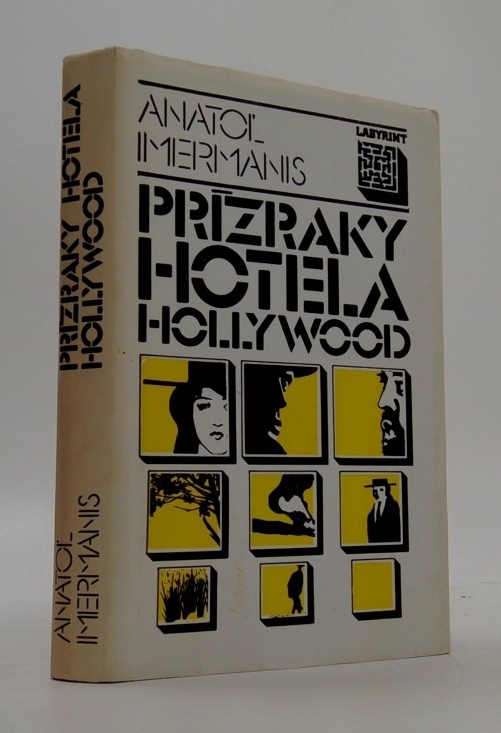 ANATOĽ
IMERMANIS
LABYRINT
PRÍZRAKY
HOTELA
HOLLYWOOD
PRÍZRAKY HOTELA
HOLLYWOOD
ANATOĽ
IMERMANIS